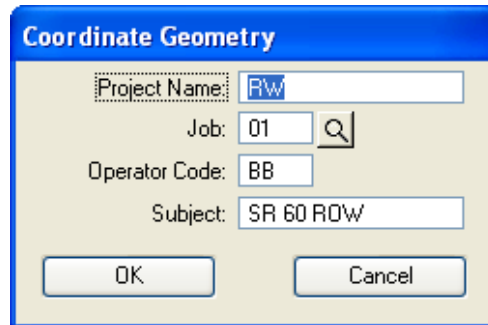 Coordinate Geometry
Project Name: RW
Job: 01
Operator Code: BB
Subject: SR 60 ROW
OK Cancel